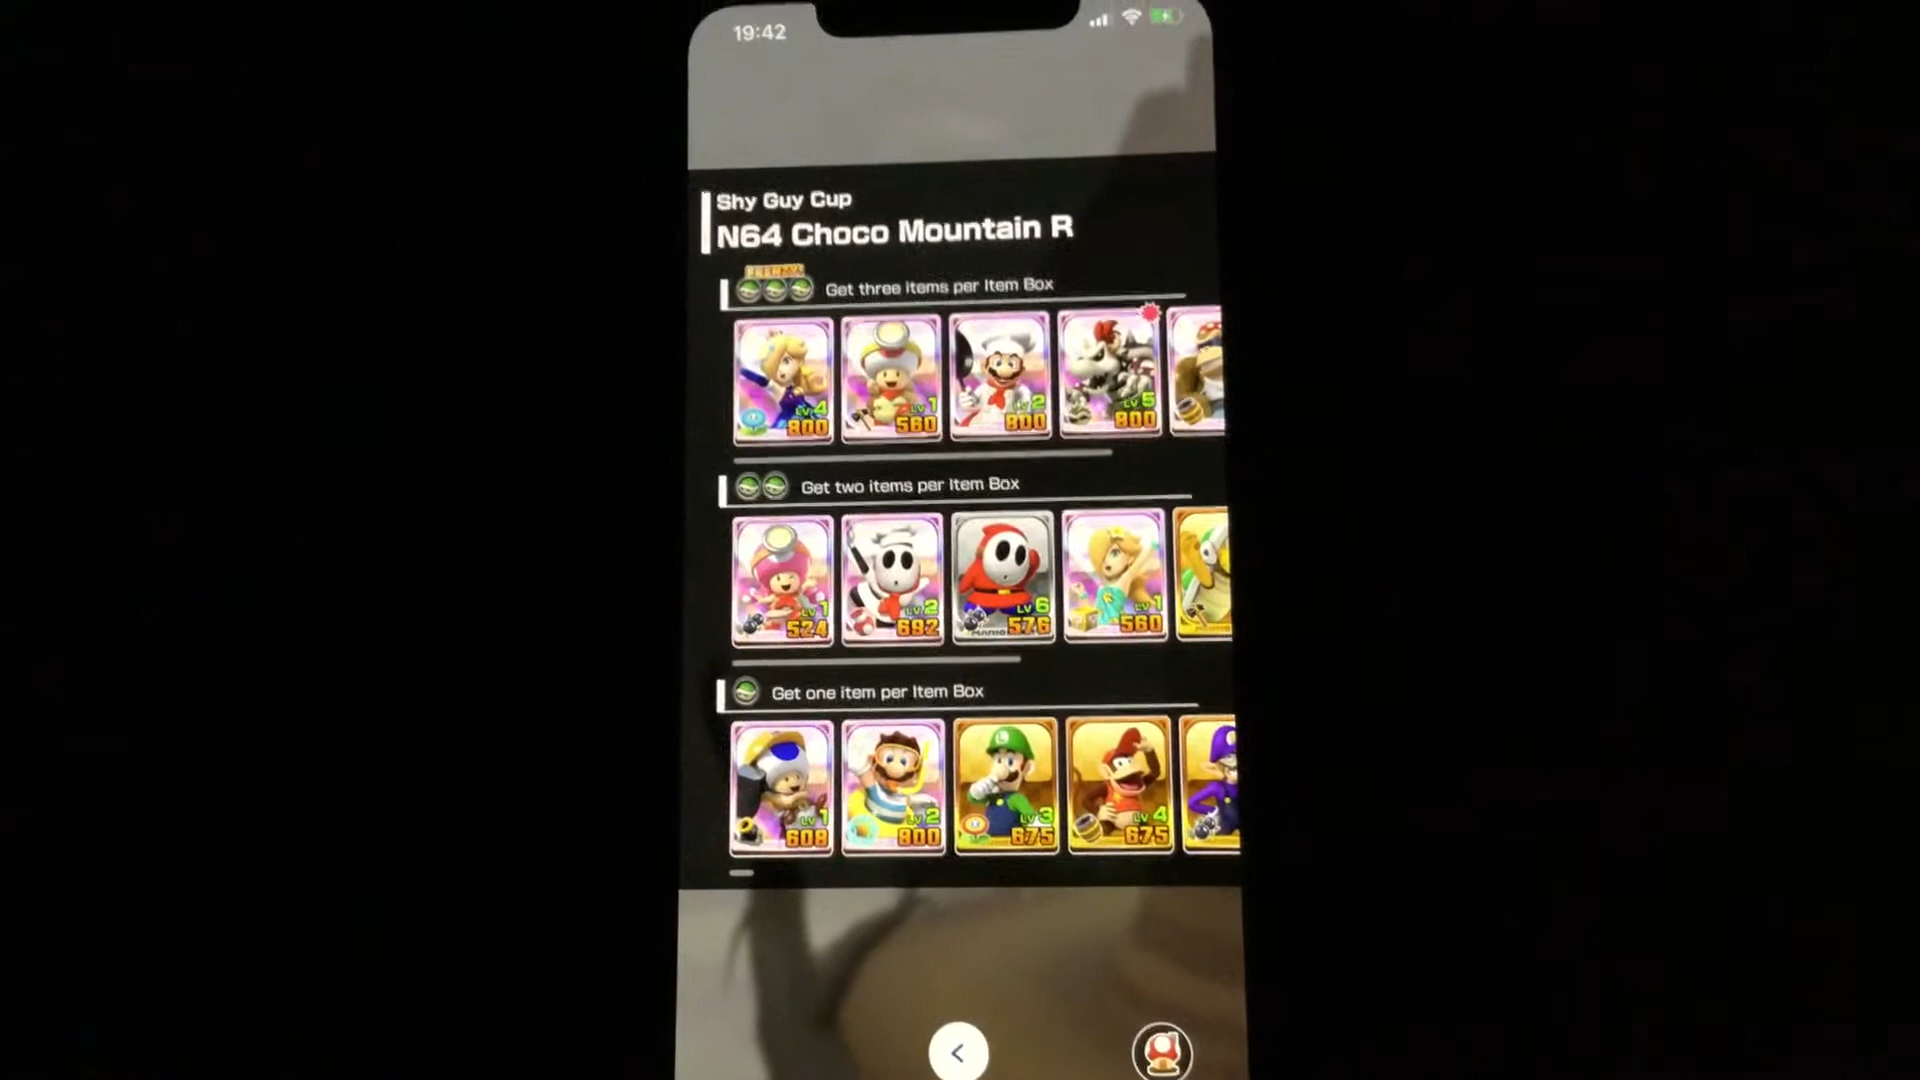 19:42
Shy Guy Cup
N64 Choco Mountain R
FRENZY!
Get three items per Item Box
LV 4 LV 1 LV 2 LV 5
800 560 800 800
Get two items per Item Box
LV 1 LV 2 LV 6 LV 1
524 692 576 560
MARIO
Get one item per Item Box
LV 1 LV 2 LV 3 LV 4
608 800 675 675